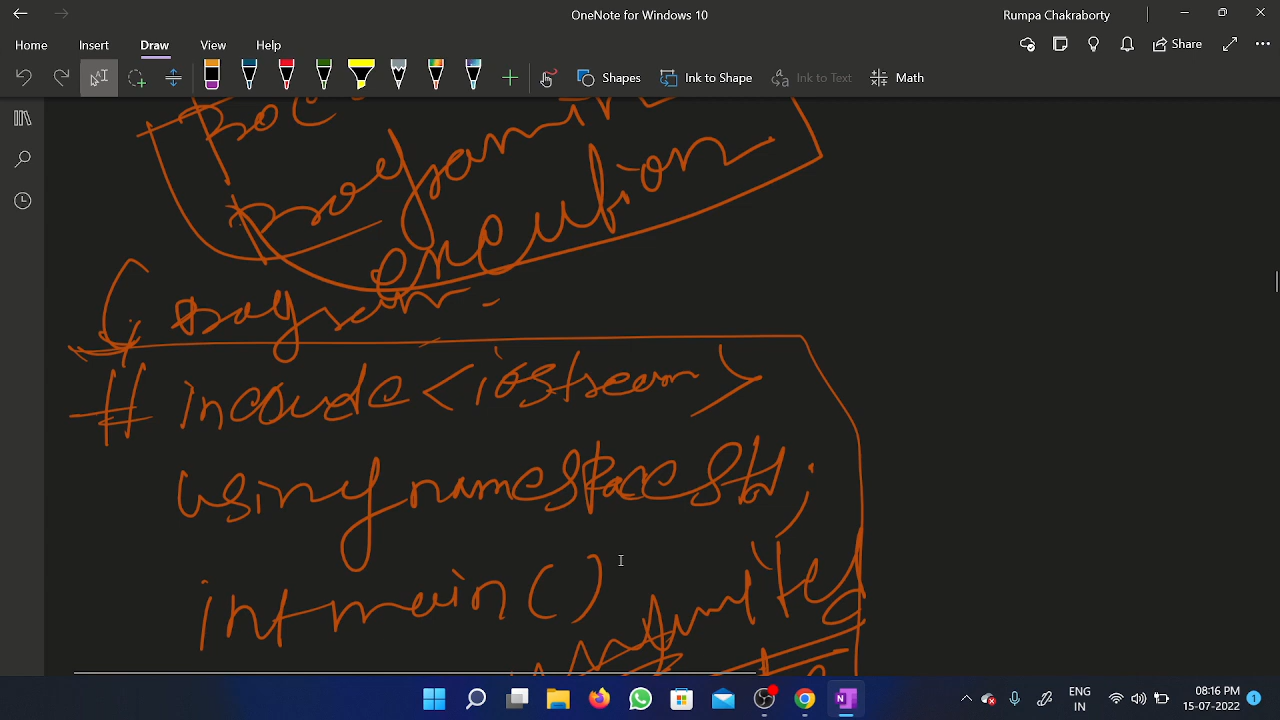 OneNote for Windows 10
Rumpa Chakraborty
Home
Insert
Draw
View
Help
Share
Shapes
Ink to Shape
Ink to Text
Math
execution
Program -
# include <iostream>
using namespace std;
int main ()
ENG
IN
08:16 PM
15-07-2022
1